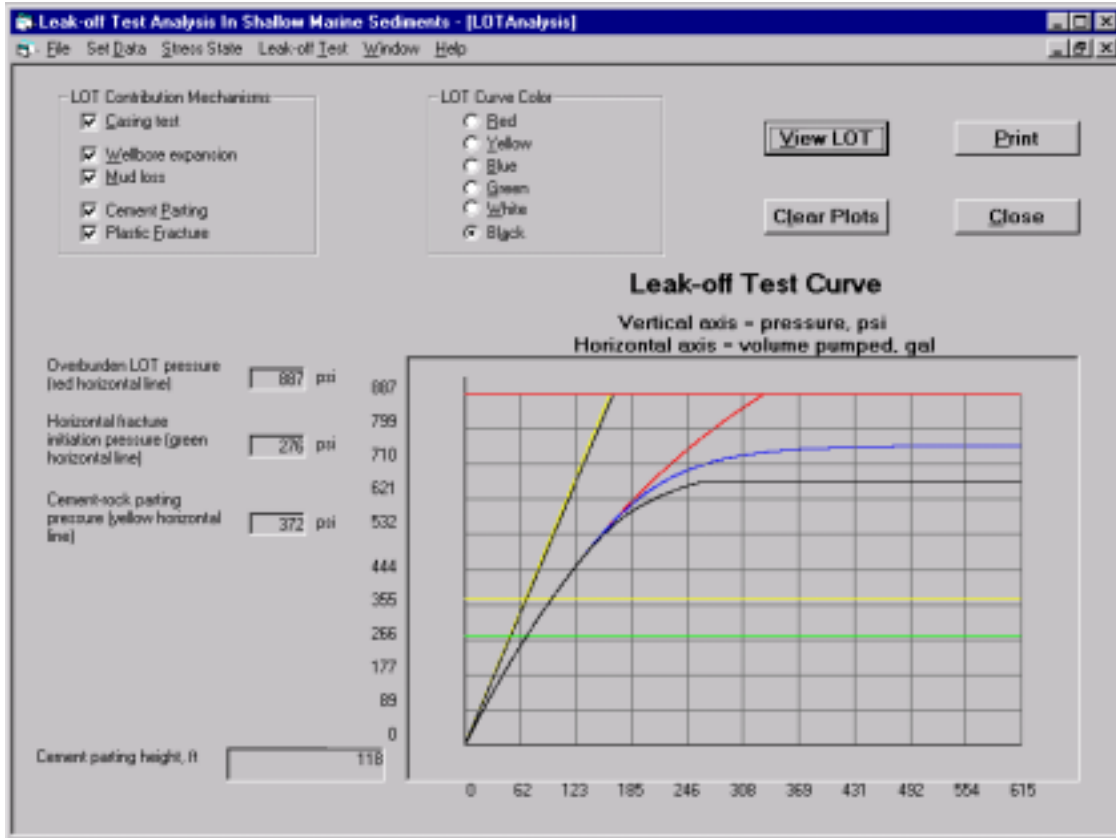 Leak-off Test Analysis In Shallow Marine Sediments - [LOTAnalysis]
File Set Data Stress State Leak-off Test Window Help
LOT Contribution Mechanisms
Casing test
Wellbore expansion
Mud loss
Cement Parting
Plastic Fracture
LOT Curve Color
Red
Yellow
Blue
Green
White
Black
View LOT
Print
Clear Plots
Close
Leak-off Test Curve
Vertical axis - pressure, psi
Horizontal axis - volume pumped, gal
Overburden LOT pressure
(red horizontal line)
887 psi
Horizontal fracture
initiation pressure (green
horizontal line)
276 psi
Cement-rock parting
pressure (yellow horizontal
line)
372 psi
887
799
710
621
532
444
355
266
177
89
0
Cement parting height, ft
118
0 62 123 185 246 308 369 431 492 554 615